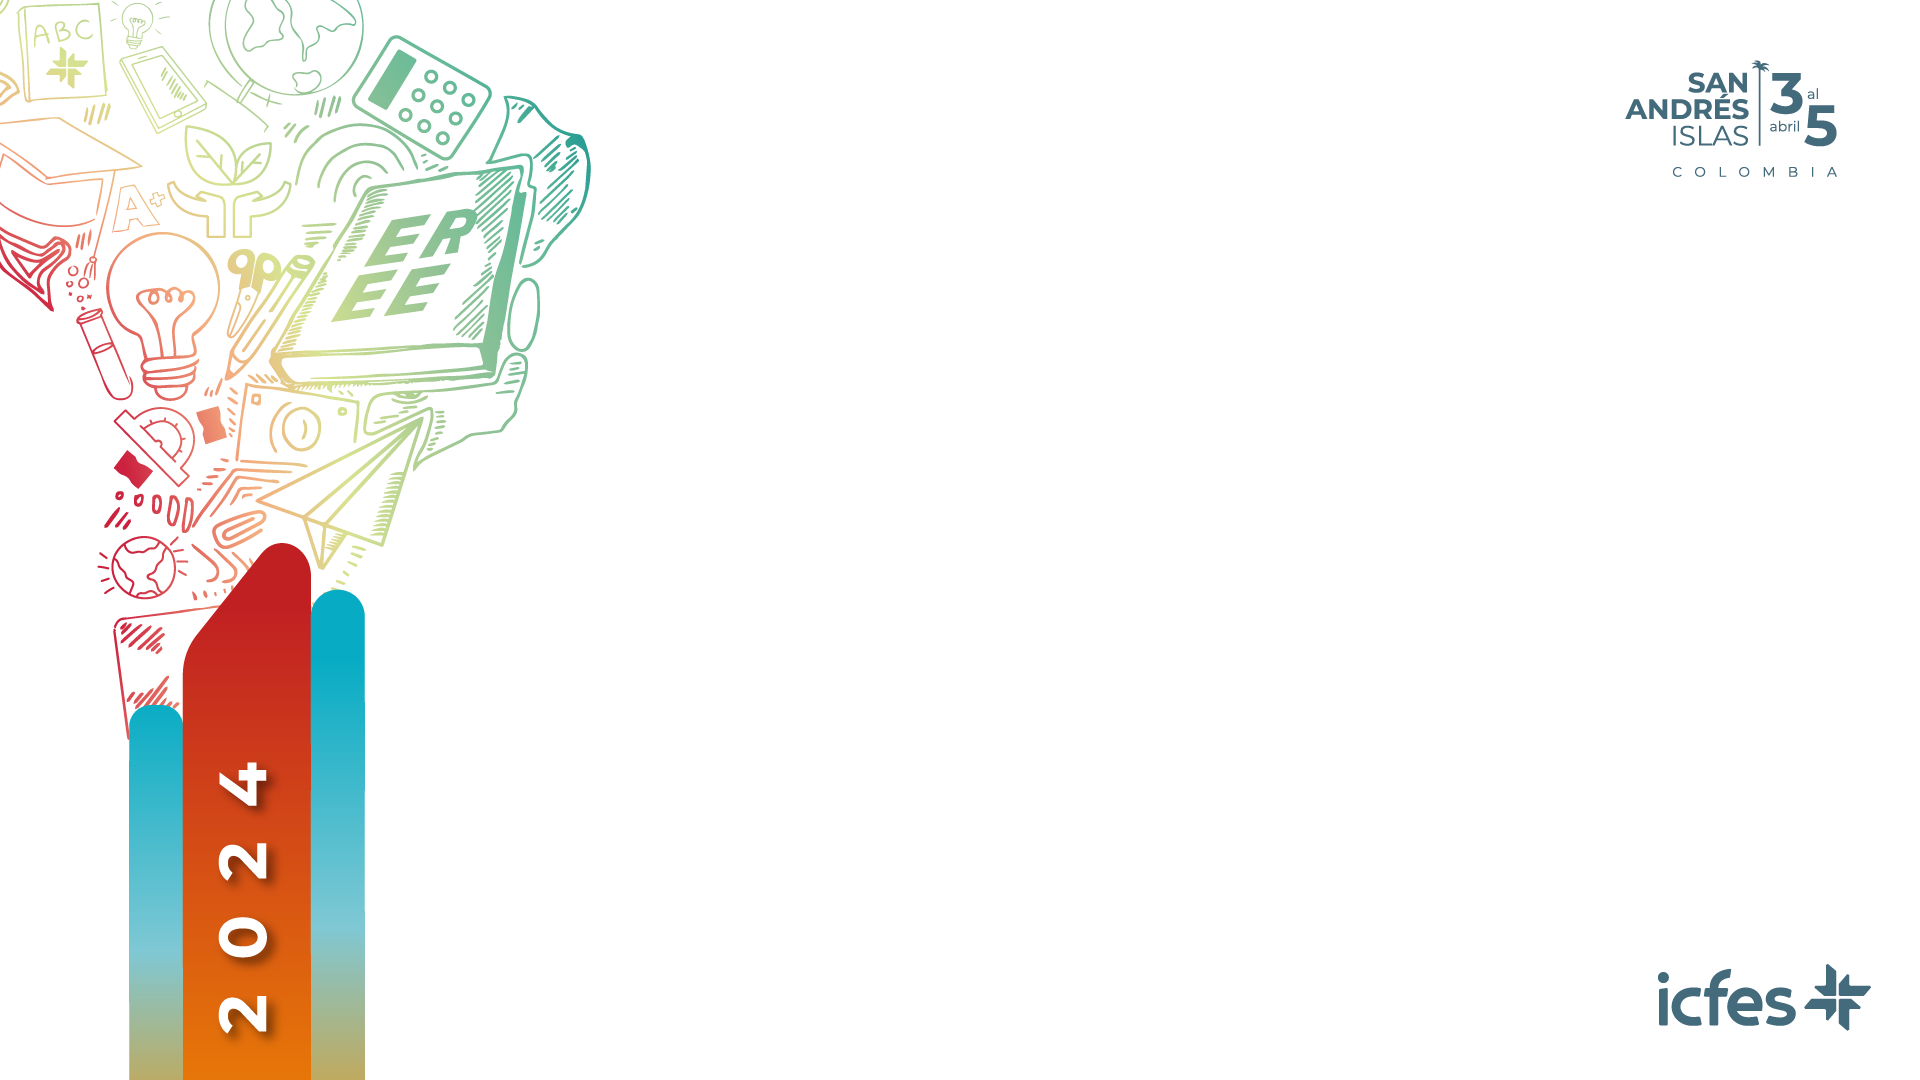 ABC
A+
ER
EE
2024
SAN
ANDRÉS
ISLAS
3 al
abril 5
COLOMBIA
icfes